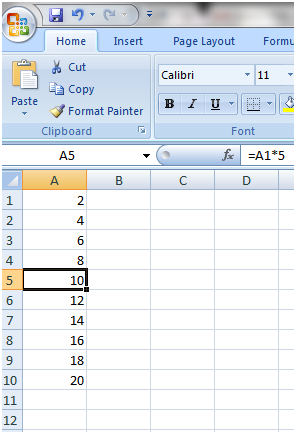 Home Insert Page Layout Formu
Cut
Copy
Format Painter
Paste
Calibri 11
B I U
Clipboard Font
A5 fx =A1*5
A B C D
1 2
2 4
3 6
4 8
5 10
6 12
7 14
8 16
9 18
10 20
11
12